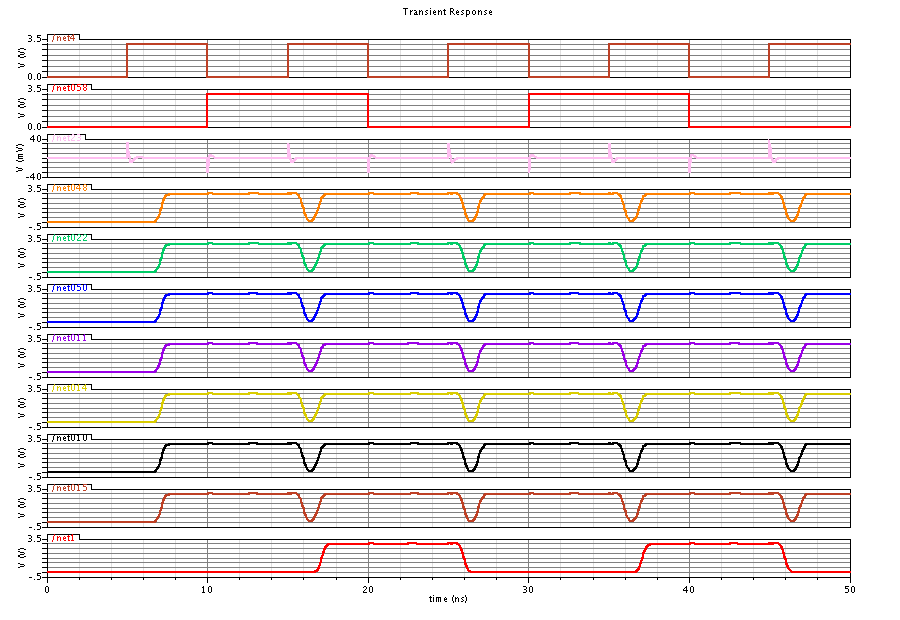 Transient Response
/net4
3.5
V (V)
0.0
/net058
3.5
V (V)
0.0
40
V (mV)
-40
/net048
3.5
V (V)
-.5
/net022
3.5
V (V)
-.5
/net050
3.5
V (V)
-.5
/net011
3.5
V (V)
-.5
/net014
3.5
V (V)
-.5
/net010
3.5
V (V)
-.5
/net015
3.5
V (V)
-.5
/net1
3.5
V (V)
-.5
0 10 20 30 40 50
time (ns)